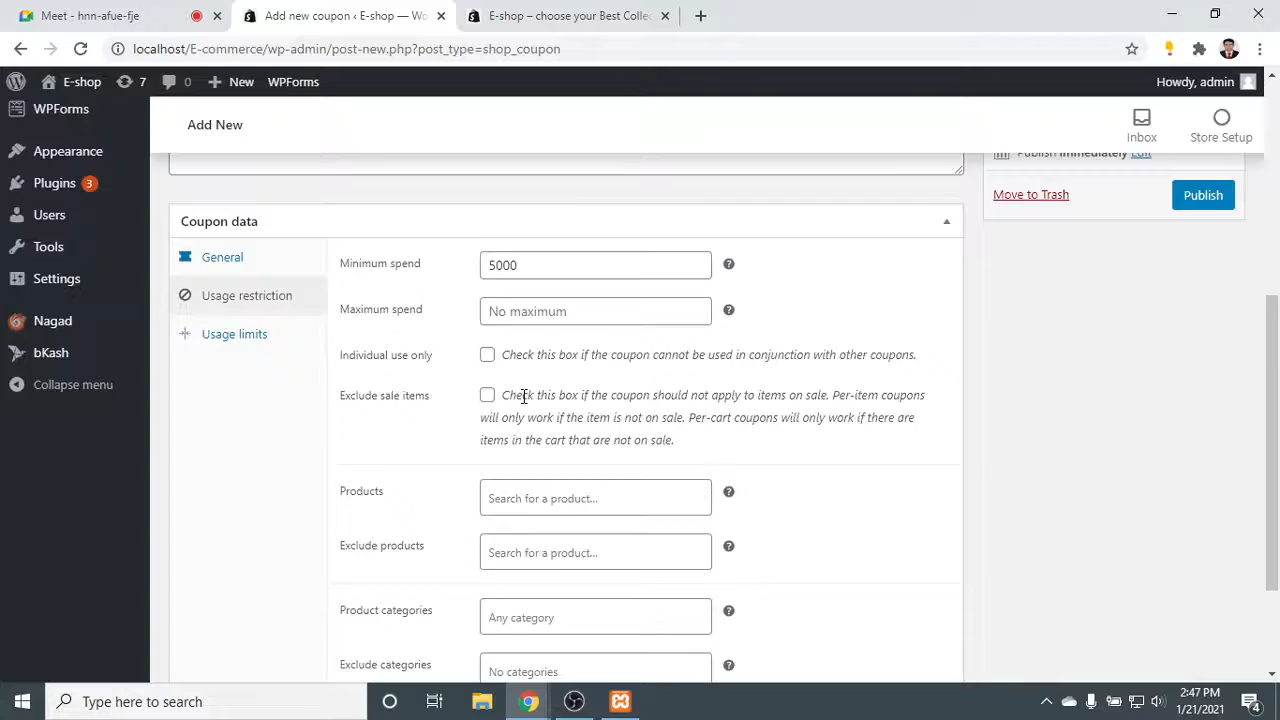 Meet - hnn-afue-fje
Add new coupon ‹ E-shop — Wo
E-shop – choose your Best Collec
localhost/E-commerce/wp-admin/post-new.php?post_type=shop_coupon
E-shop 7 0 New WPForms Howdy, admin
WPForms
Appearance
Plugins 3
Users
Tools
Settings
Nagad
bKash
Collapse menu
Add New
Inbox
Store Setup
Publish immediately Edit
Move to Trash
Publish
Coupon data
General
Usage restriction
Usage limits
Minimum spend 5000
Maximum spend No maximum
Individual use only Check this box if the coupon cannot be used in conjunction with other coupons.
Exclude sale items Check this box if the coupon should not apply to items on sale. Per-item coupons
will only work if the item is not on sale. Per-cart coupons will only work if there are
items in the cart that are not on sale.
Products Search for a product...
Exclude products Search for a product...
Product categories Any category
Exclude categories No categories
Type here to search
2:47 PM
1/21/2021
4